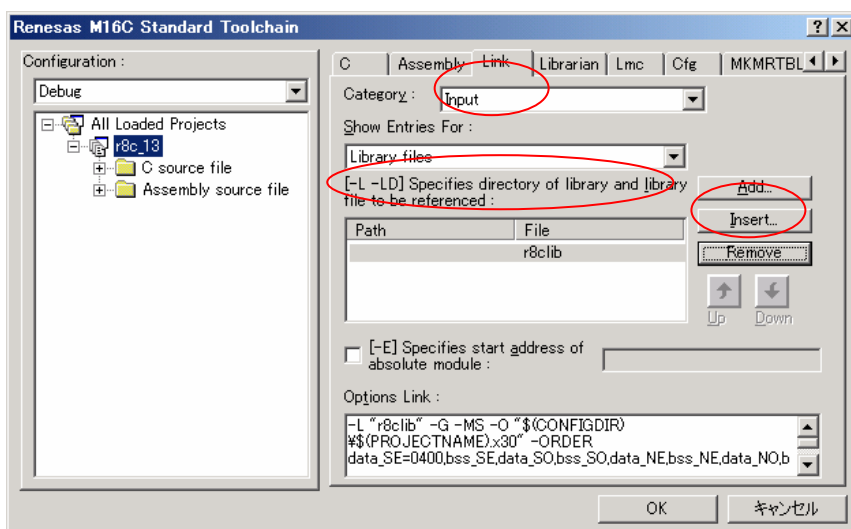 Renesas M16C Standard Toolchain
Configuration :
Debug
All Loaded Projects
r8c_13
C source file
Assembly source file
C Assembly Link Librarian Lmc Cfg MKMRTBL
Category : Input
Show Entries For :
Library files
[-L -LD] Specifies directory of library and library
file to be referenced :
Path File
r8clib
Add...
Insert...
Remove
Up Down
[-E] Specifies start address of
absolute module :
Options Link :
-L "r8clib" -G -MS -O "$(CONFIGDIR)
¥$(PROJECTNAME).x30" -ORDER
data_SE=0400,bss_SE,data_SO,bss_SO,data_NE,bss_NE,data_NO,b
OK キャンセル